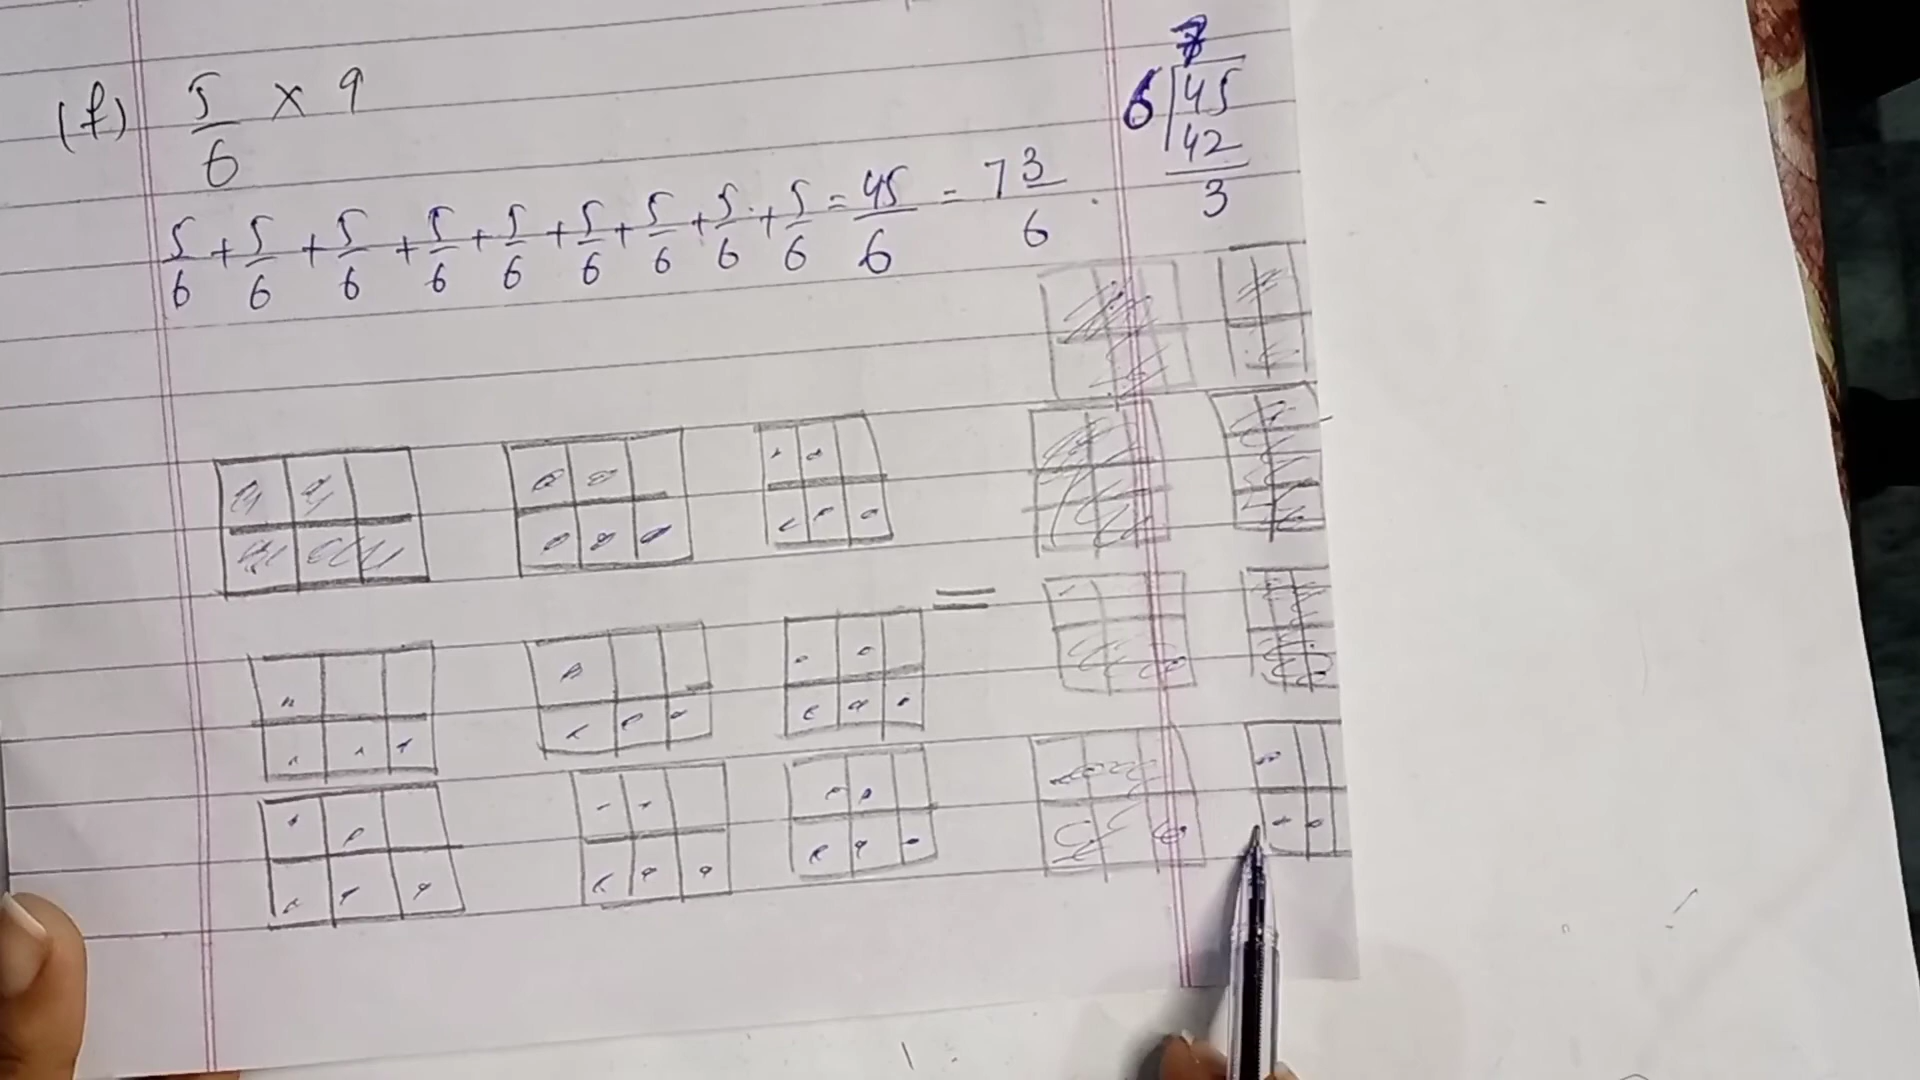 (f) 5/6 × 9
5/6 + 5/6 + 5/6 + 5/6 + 5/6 + 5/6 + 5/6 + 5/6 + 5/6 = 45/6 = 7 3/6
7
6 45
42
3
=